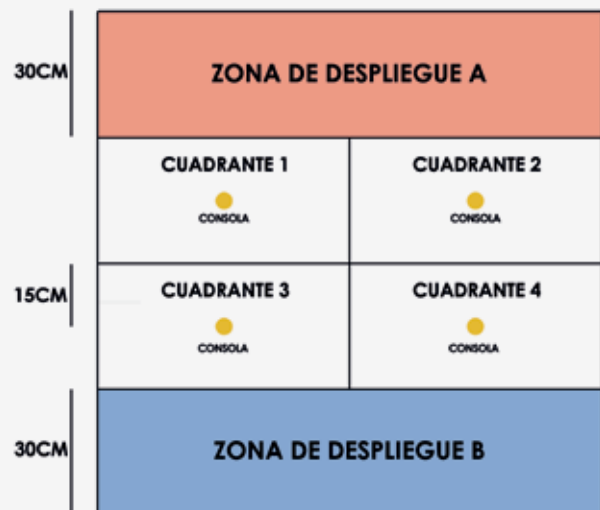 30CM
ZONA DE DESPLIEGUE A
CUADRANTE 1
CUADRANTE 2
CONSOLA
CONSOLA
15CM
CUADRANTE 3
CUADRANTE 4
CONSOLA
CONSOLA
30CM
ZONA DE DESPLIEGUE B